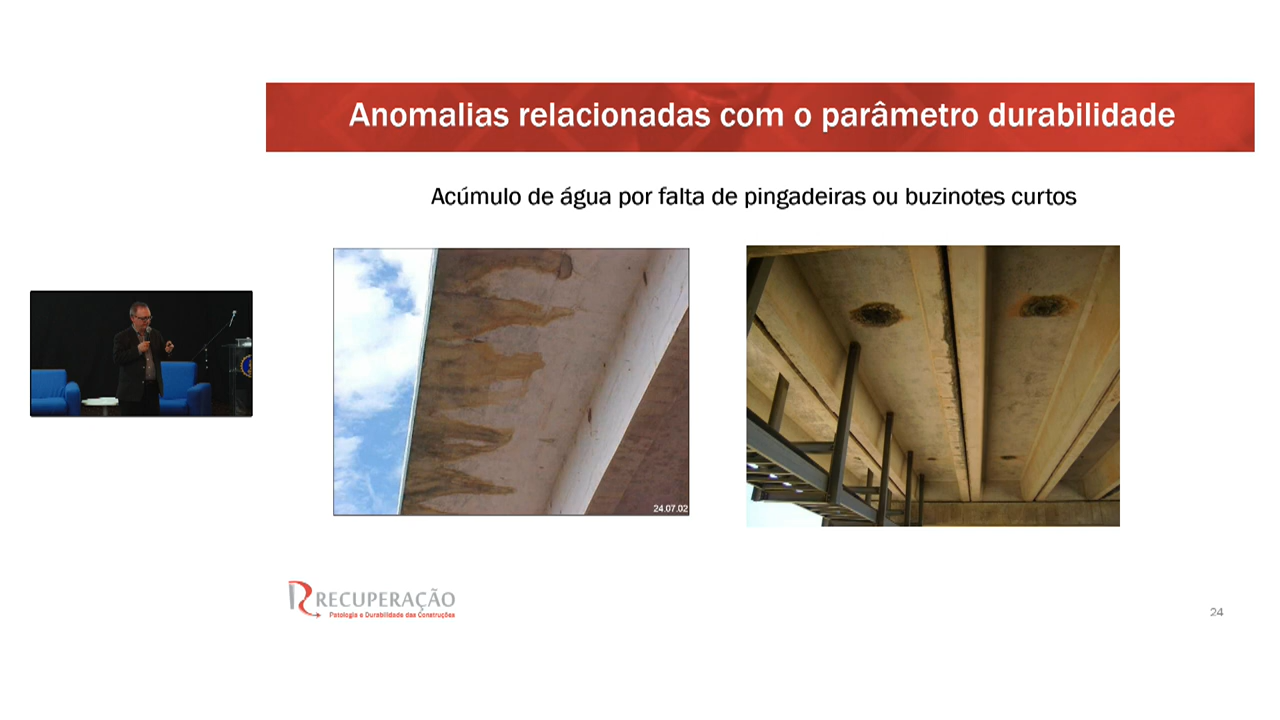 Anomalias relacionadas com o parâmetro durabilidade
Acúmulo de água por falta de pingadeiras ou buzinotes curtos
24.07.02
RECUPERAÇÃO
Patologia e Durabilidade das Construções
24